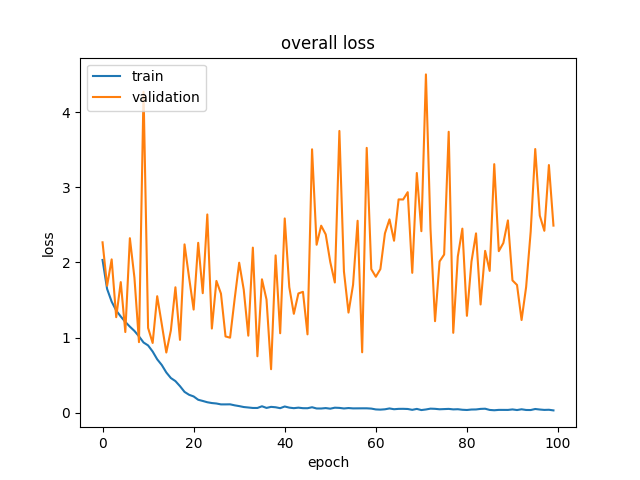 overall loss
train
validation
loss
4
3
2
1
0
0 20 40 60 80 100
epoch